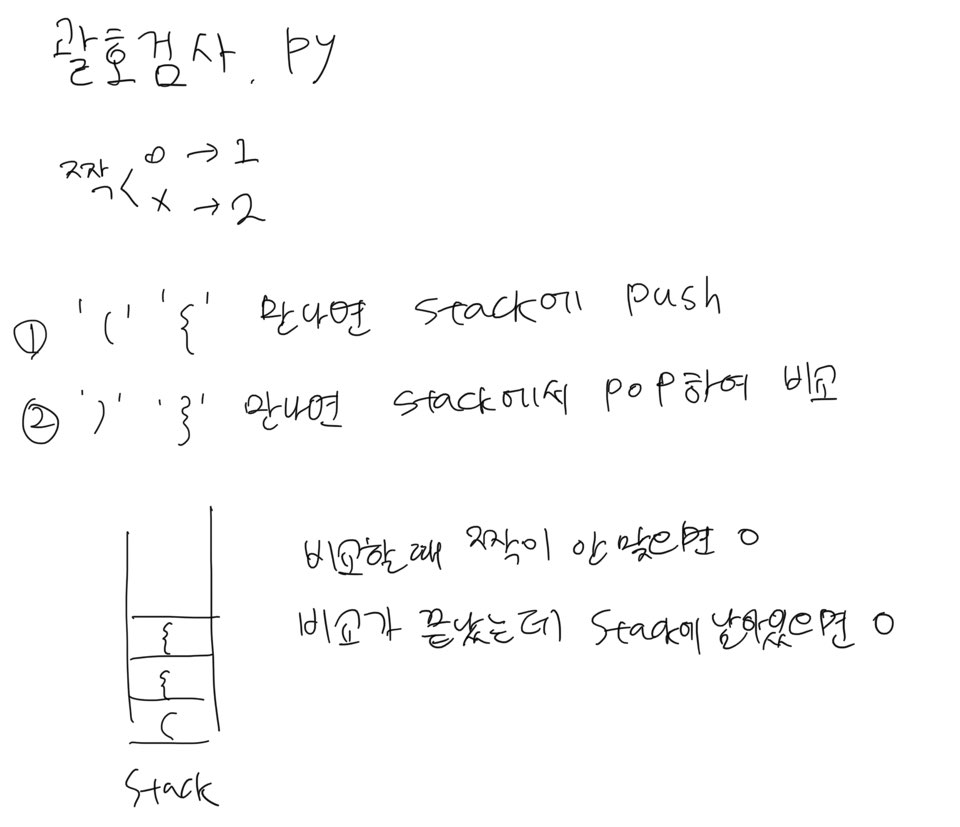 괄호검사. py
짝 < o → 1
x → 2
① '(' '{' 만나면 stack에 push
② ')' '}' 만나면 stack에서 pop하여 비교
비교할때 짝이 안 맞으면 0
비교가 끝났는데 Stack에 남아있으면 0
{
{
(
Stack